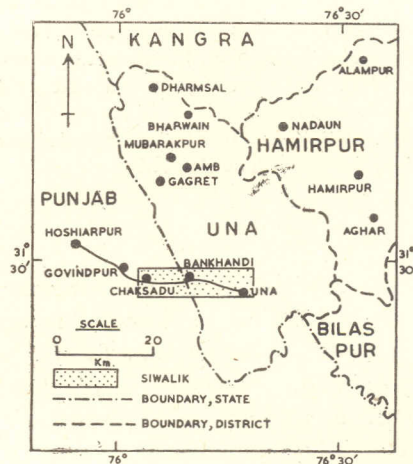 76°
76°30'
KANGRA
N
ALAMPUR
DHARMSAL
BHARWAIN
NADAUN
MUBARAKPUR
HAMIRPUR
AMB
GAGRET
HAMIRPUR
PUNJAB
UNA
AGHAR
HOSHIARPUR
31°
30'
31°
30'
BANKHANDI
GOVINDPUR
CHAKSADU
UNA
SCALE
0
20
Km.
BILAS
PUR
SIWALIK
BOUNDARY, STATE
BOUNDARY, DISTRICT
76°
76°30'